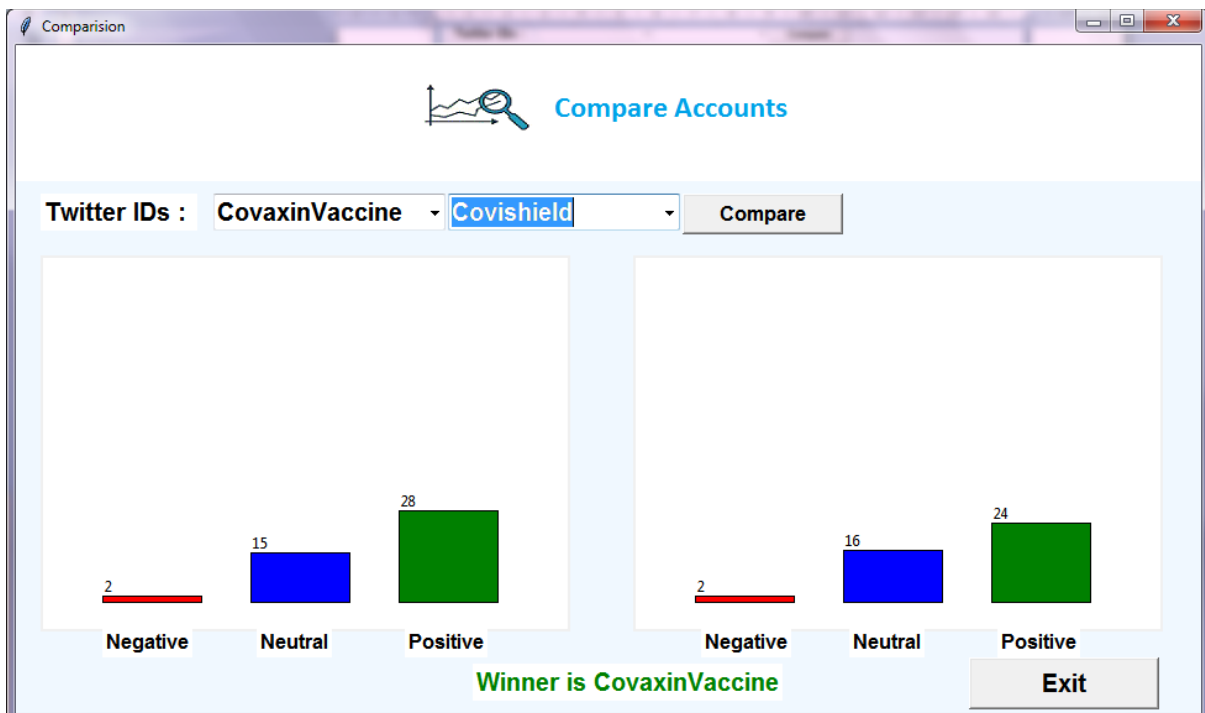 Comparision
Compare Accounts
Twitter IDs : CovaxinVaccine Covishield Compare
28
15
2
Negative Neutral Positive
24
16
2
Negative Neutral Positive
Winner is CovaxinVaccine
Exit